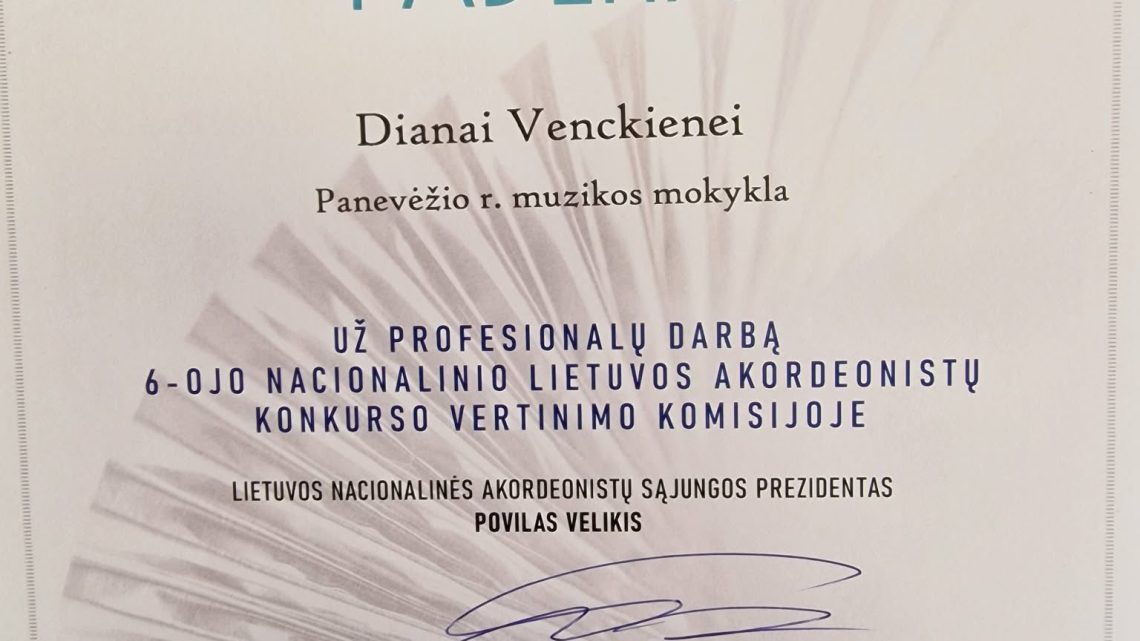 Dianai Venckienei
Panevėžio r. muzikos mokykla
UŽ PROFESIONALŲ DARBĄ
6-OJO NACIONALINIO LIETUVOS AKORDEONISTŲ
KONKURSO VERTINIMO KOMISIJOJE
LIETUVOS NACIONALINĖS AKORDEONISTŲ SĄJUNGOS PREZIDENTAS
POVILAS VELIKIS